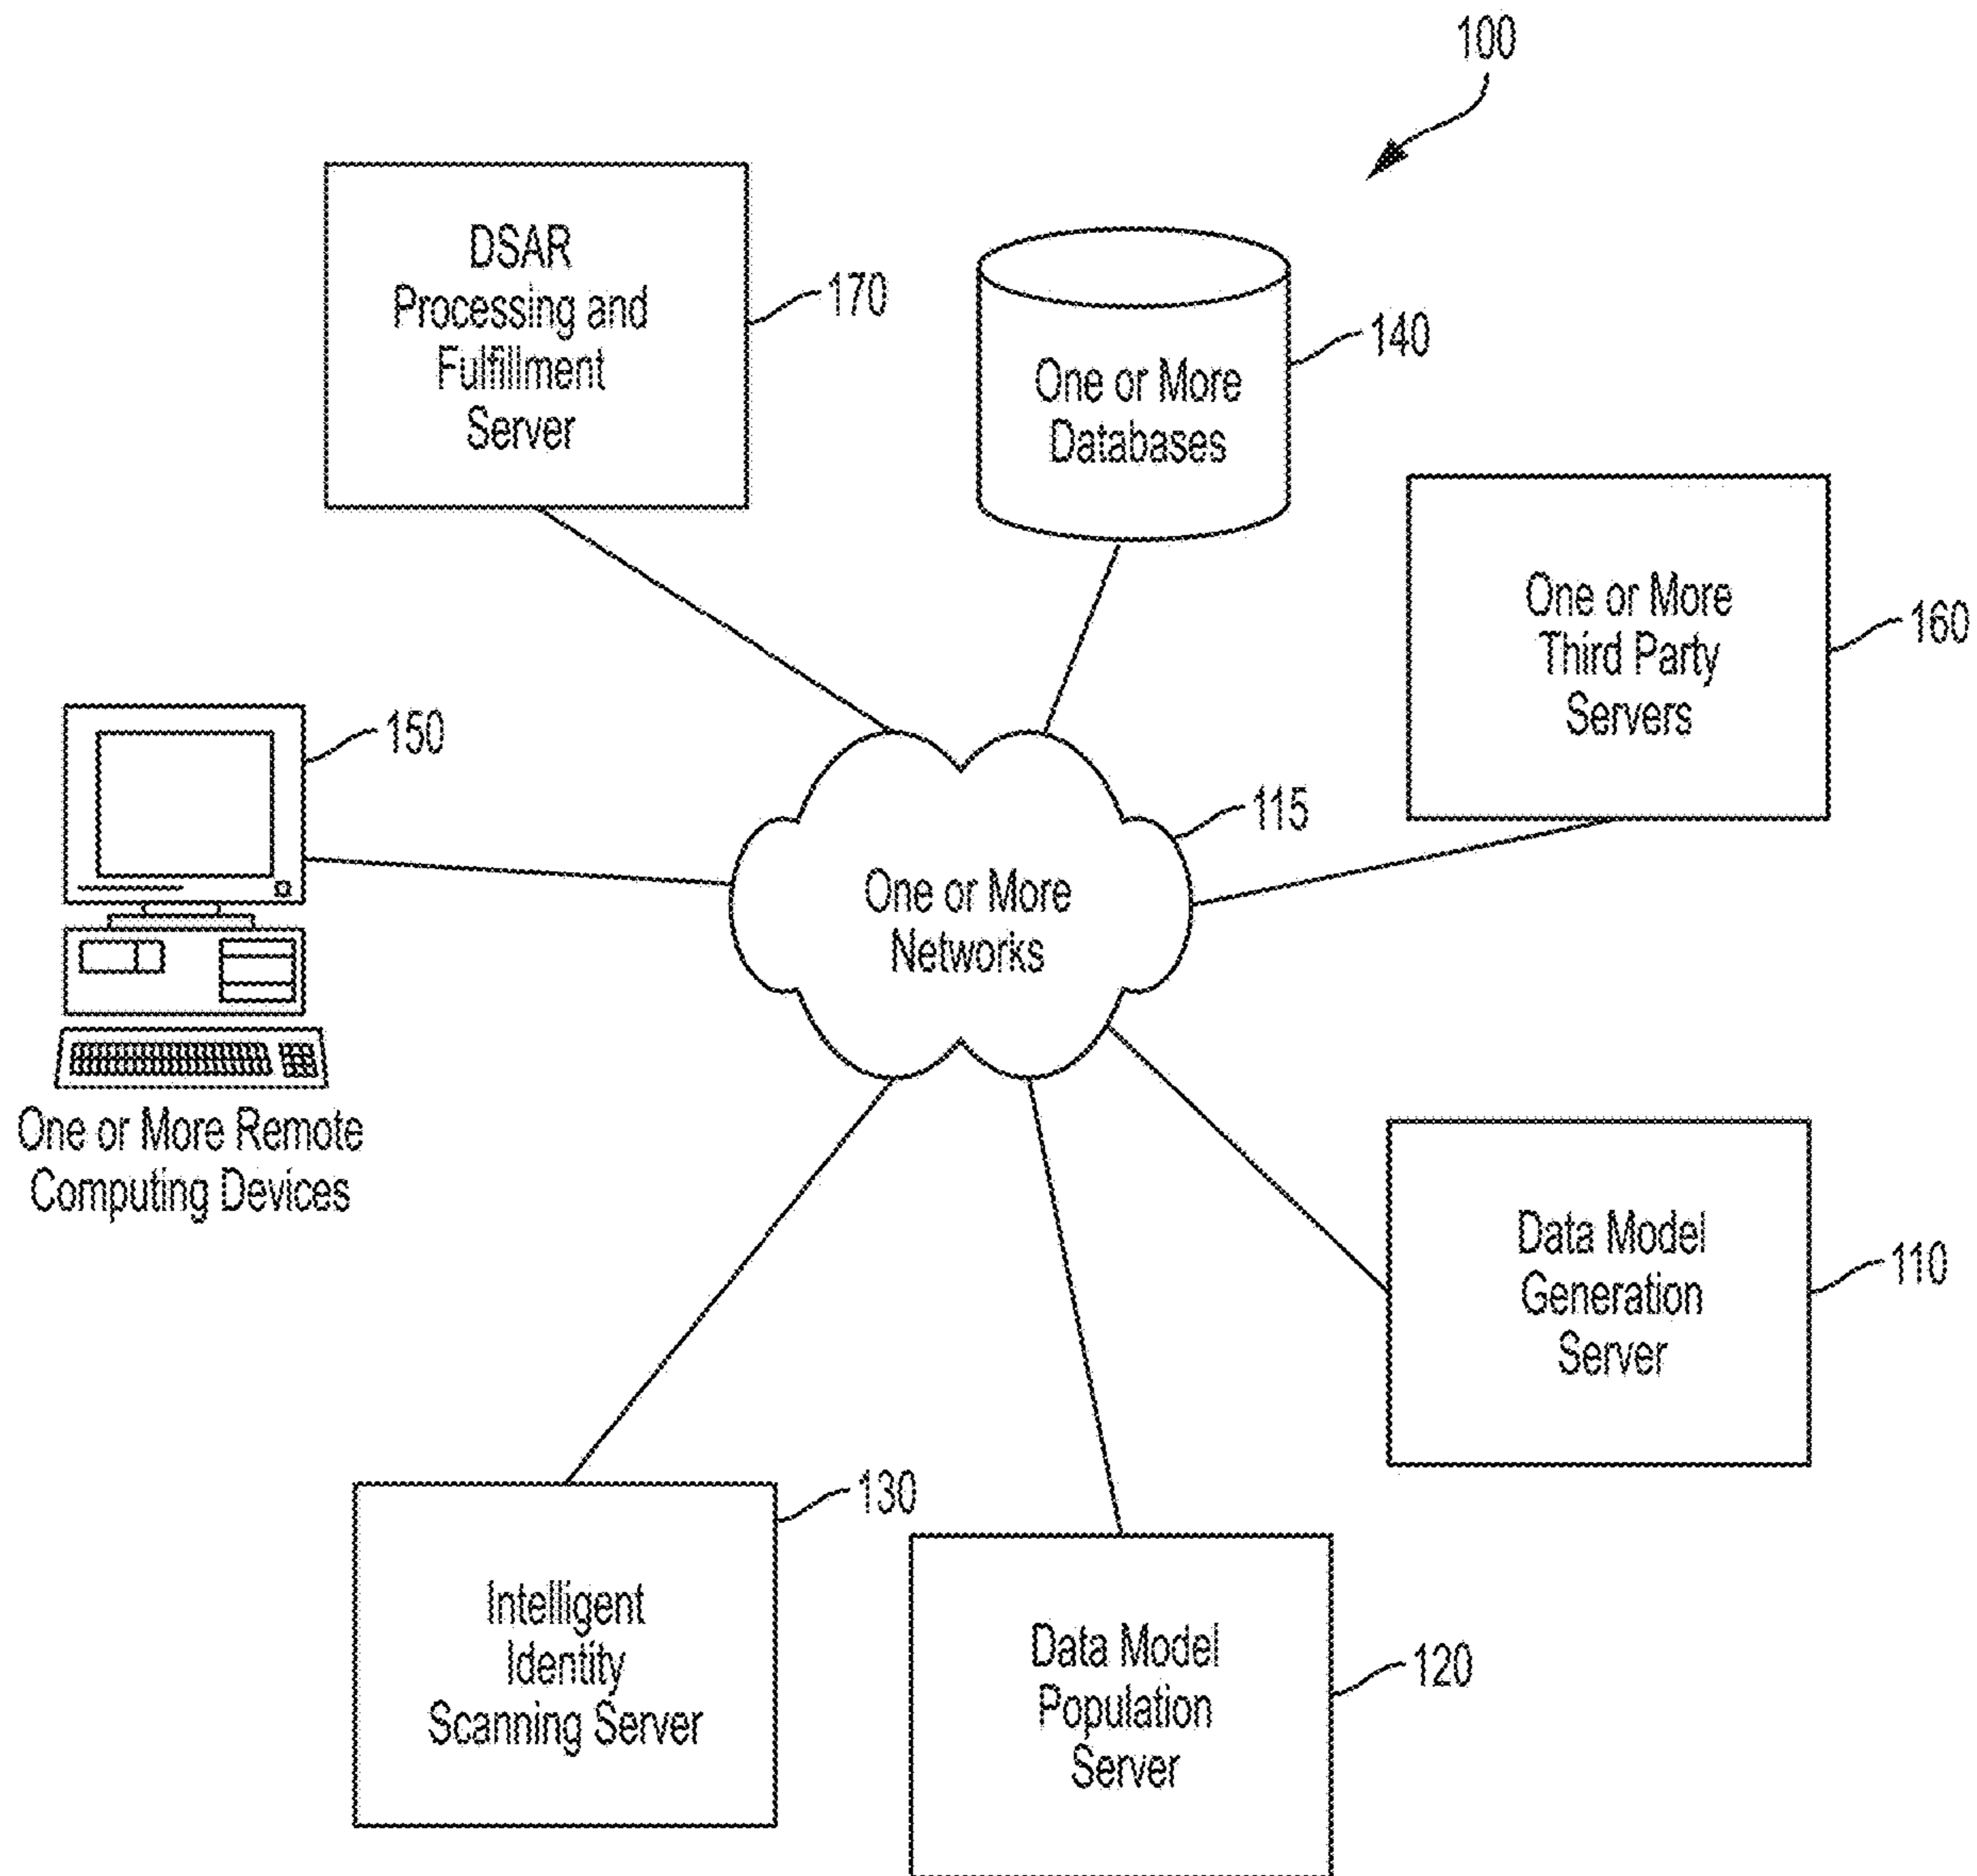 100
DSAR
Processing and
Fulfillment
Server
170
One or More
Databases
140
One or More
Third Party
Servers
160
150
115
One or More
Networks
One or More Remote
Computing Devices
Data Model
Generation
Server
110
130
Intelligent
Identity
Scanning Server
Data Model
Population
Server
120